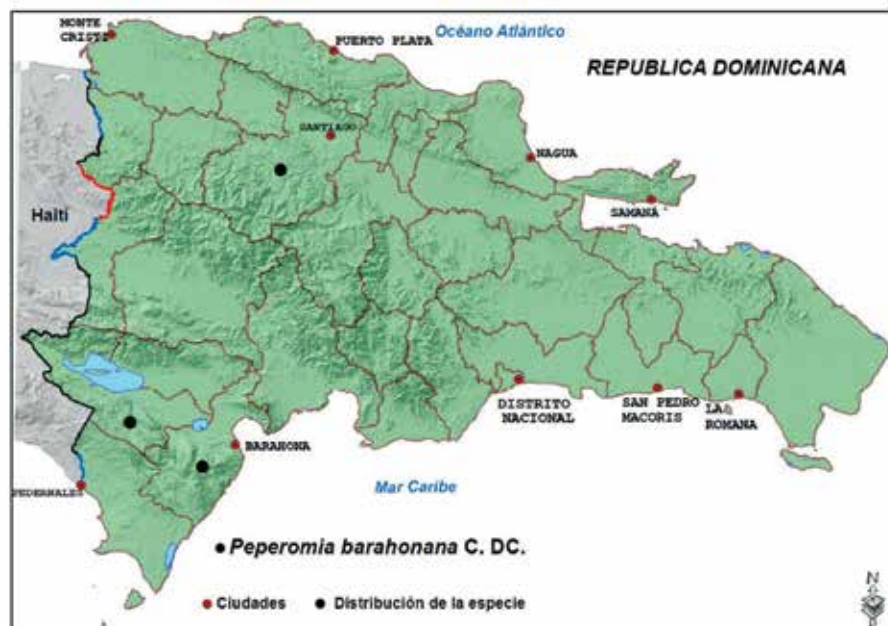 MONTE
CRISTI
PUERTO PLATA
Océano Atlántico
REPUBLICA DOMINICANA
SANTIAGO
NAGUA
Haití
SAMANA
DISTRITO
NACIONAL
SAN PEDRO
MACORIS
LA
ROMANA
BARAHONA
PEDERNALES
Mar Caribe
Peperomia barahonana C. DC.
Ciudades
Distribución de la especie
N